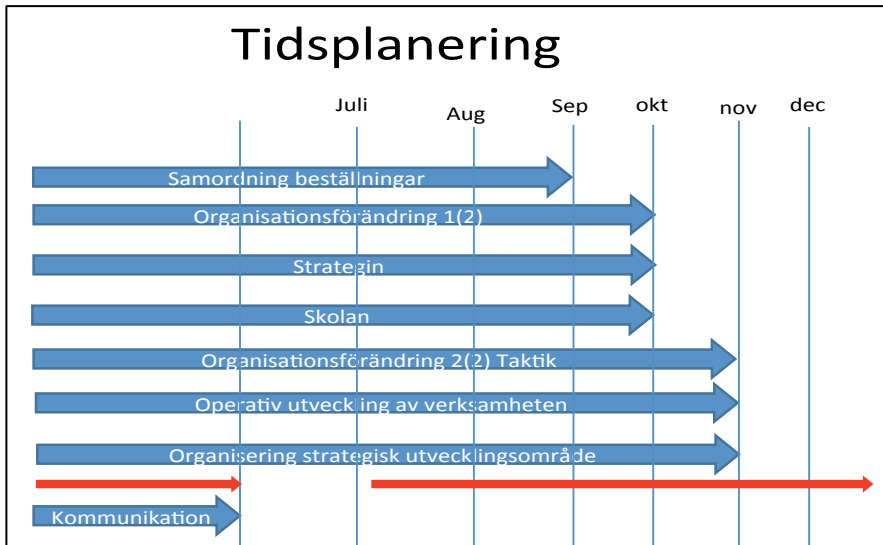 Tidsplanering
Juli
Aug
Sep
okt
nov
dec
Samordning beställningar
Organisationsförändring 1(2)
Strategin
Skolan
Organisationsförändring 2(2) Taktik
Operativ utveckling av verksamheten
Organisering strategisk utvecklingsområde
Kommunikation